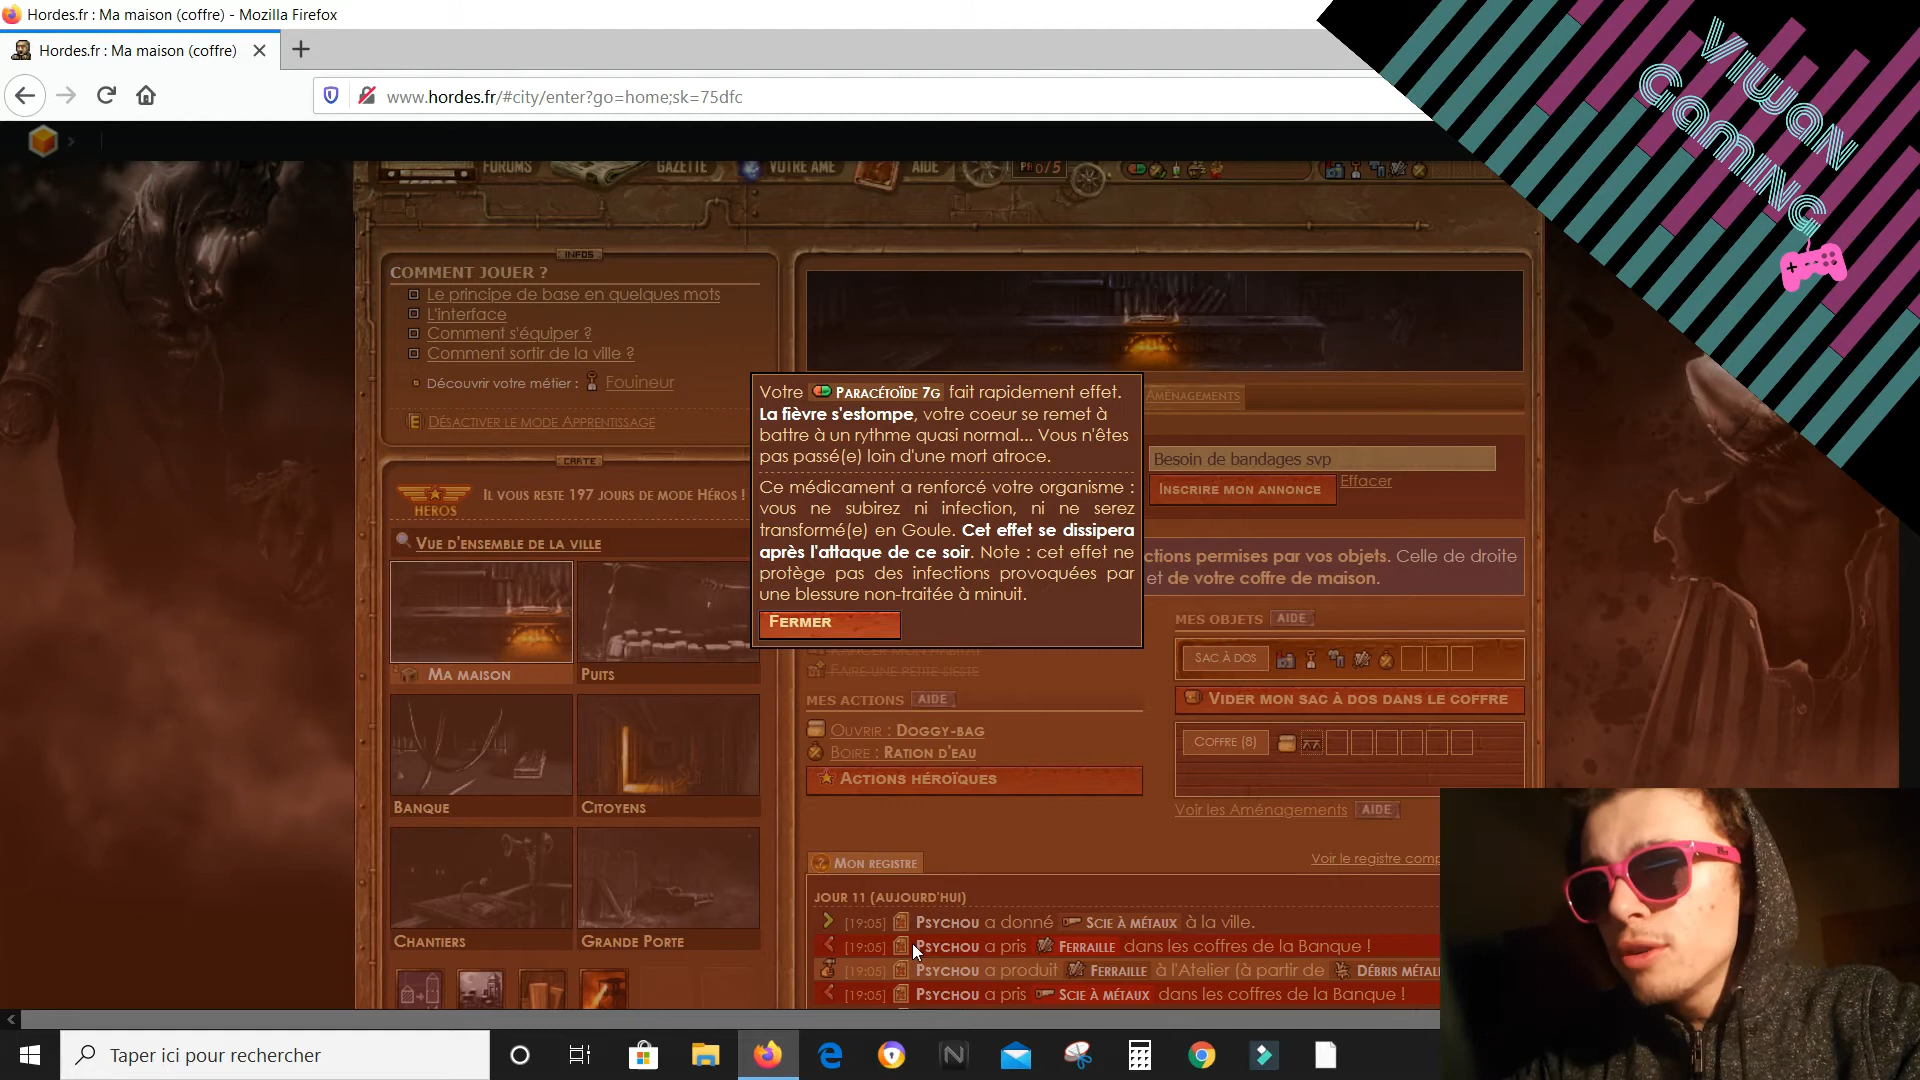 Hordes.fr : Ma maison (coffre) - Mozilla Firefox
Hordes.fr : Ma maison (coffre)
www.hordes.fr/#city/enter?go=home;sk=75dfc
VIWAN
GAMING
FORUMS
GAZETTE
VOTRE AME
AIDE
PA 0/5
INFOS
COMMENT JOUER ?
Le principe de base en quelques mots
L'interface
Comment s'équiper ?
Comment sortir de la ville ?
Découvrir votre métier : Fouineur
DÉSACTIVER LE MODE APPRENTISSAGE
CARTE
HEROS
IL VOUS RESTE 197 JOURS DE MODE HÉROS !
VUE D'ENSEMBLE DE LA VILLE
MA MAISON
PUITS
BANQUE
CITOYENS
CHANTIERS
GRANDE PORTE
AMÉNAGEMENTS
Votre PARACÉTOÏDE 7G fait rapidement effet.
La fièvre s'estompe, votre coeur se remet à
battre à un rythme quasi normal... Vous n'êtes
pas passé(e) loin d'une mort atroce.
Ce médicament a renforcé votre organisme :
vous ne subirez ni infection, ni ne serez
transformé(e) en Goule. Cet effet se dissipera
après l'attaque de ce soir. Note : cet effet ne
protège pas des infections provoquées par
une blessure non-traitée à minuit.
FERMER
Besoin de bandages svp
INSCRIRE MON ANNONCE
Effacer
ctions permises par vos objets. Celle de droite
et de votre coffre de maison.
RANGER MON HABITAT
FAIRE UNE PETITE SIESTE
MES ACTIONS AIDE
OUVRIR : DOGGY-BAG
BOIRE : RATION D'EAU
ACTIONS HÉROÏQUES
MES OBJETS AIDE
SAC À DOS
VIDER MON SAC À DOS DANS LE COFFRE
COFFRE (8)
Voir les Aménagements AIDE
MON REGISTRE
Voir le registre comp
JOUR 11 (AUJOURD'HUI)
[19:05] PSYCHOU a donné SCIE À MÉTAUX à la ville.
[19:05] PSYCHOU a pris FERRAILLE dans les coffres de la Banque !
[19:05] PSYCHOU a produit FERRAILLE à l'Atelier (à partir de DÉBRIS MÉTAL
[19:05] PSYCHOU a pris SCIE À MÉTAUX dans les coffres de la Banque !
Taper ici pour rechercher